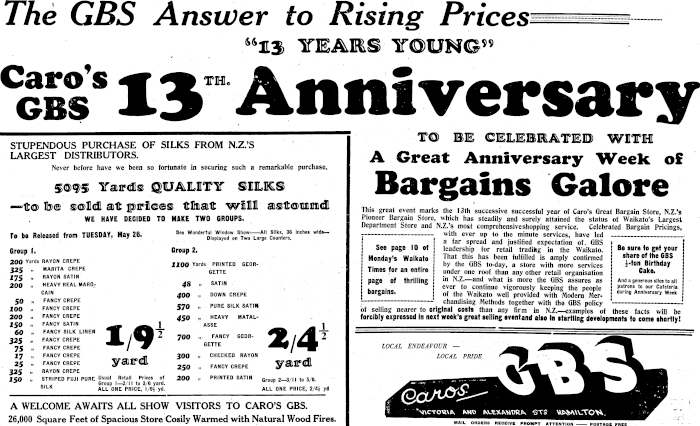 The GBS Answer to Rising Prices
"13 YEARS YOUNG"
Caro's GBS 13TH. Anniversary
STUPENDOUS PURCHASE OF SILKS FROM N.Z.'S
LARGEST DISTRIBUTORS.
Never before have we been so fortunate in securing such a remarkable purchase.
5095 Yards QUALITY SILKS
—to be sold at prices that will astound
WE HAVE DECIDED TO MAKE TWO GROUPS.
To be Released from TUESDAY, May 26.
See Wonderful Window Show—All Silks, 36 inches wide—
Displayed on Two Large Counters.
Group 1.
200 Yards RAYON CREPE
325 „ MARITA CREPE
175 „ RAYON SATIN
200 „ HEAVY REAL MARO-
CAIN
50 „ FANCY CREPE
100 „ FANCY CREPE
200 „ FANCY CREPE
150 „ FANCY SATIN
60 „ FANCY SILK LINEN
325 „ FANCY CREPE
75 „ FANCY CREPE
17 „ FANCY CREPE
25 „ FANCY CREPE
325 „ RAYON CREPE
150 „ STRIPED FUJI PURE
SILK
1/9½
yard
Usual Retail Prices of
Group 1—2/11 to 3/6 yard.
ALL ONE PRICE, 1/9½ yd.
Group 2.
1100 Yards PRINTED GEOR-
GETTE
48 „ SATIN
400 „ DOWN CREPE
570 „ PURE SILK SATIN
450 „ HEAVY MATAL-
ASSE
700 „ FANCY GEOR-
GETTE
300 „ CHECKED RAYON
250 „ FANCY CREPE
200 „ PRINTED SATIN
2/4½
yard
Group 2—3/11 to 5/6.
ALL ONE PRICE, 2/4½ yd
A WELCOME AWAITS ALL SHOW VISITORS TO CARO'S GBS.
26,000 Square Feet of Spacious Store Cosily Warmed with Natural Wood Fires.
TO BE CELEBRATED WITH
A Great Anniversary Week of
Bargains Galore
This great event marks the 13th successive successful year of Caro's Great Bargain Store, N.Z.'s
Pioneer Bargain Store, which has steadily and surely attained the status of Waikato's Largest
Department Store and N.Z.'s most comprehensiveshopping service. Celebrated Bargain Pricings,
with ever up to the minute services, have led
a far spread and justified expectation of GBS
leadership for retail trading in the Waikato.
That this has been fulfilled is amply confirmed
by the GBS to-day, a store with more services
under one roof than any other retail organisation
in N.Z.—and what is more the GBS assures as
ever to continue vigorously keeping the people
of the Waikato well provided with Modern Mer-
chandising Methods together with the GBS policy
of selling nearer to original costs than any firm in N.Z.—examples of these facts will be
forcibly expressed in next week's great selling eventand also in startling developments to come shortly!
See page 10 of
Monday's Waikato
Times for an entire
page of thrilling
bargains.
Be sure to get your
share of the GBS
¼-ton Birthday
Cake.
And a generous slice to all
patrons to our Cafeteria
during Anniversary Week
LOCAL ENDEAVOUR —
— LOCAL PRIDE
Caro's GBS
VICTORIA AND ALEXANDRA STS HAMILTON.
MAIL ORDERS RECEIVE PROMPT ATTENTION — POSTAGE FREE